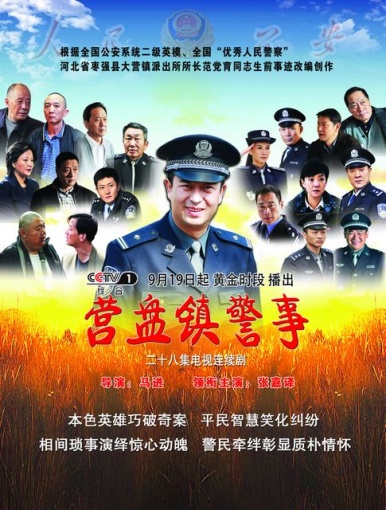 人民公安
根据全国公安系统二级英模、全国“优秀人民警察”
河北省枣强县大营镇派出所所长范党育同志生前事迹改编创作
CCTV 1
综合
9月19日起 黄金时段 播出
营盘镇警事
二十八集电视连续剧
导演：马进 领衔主演：张嘉译
本色英雄巧破奇案 平民智慧笑化纠纷
相间琐事演绎惊心动魄 警民牵绊彰显质朴情怀